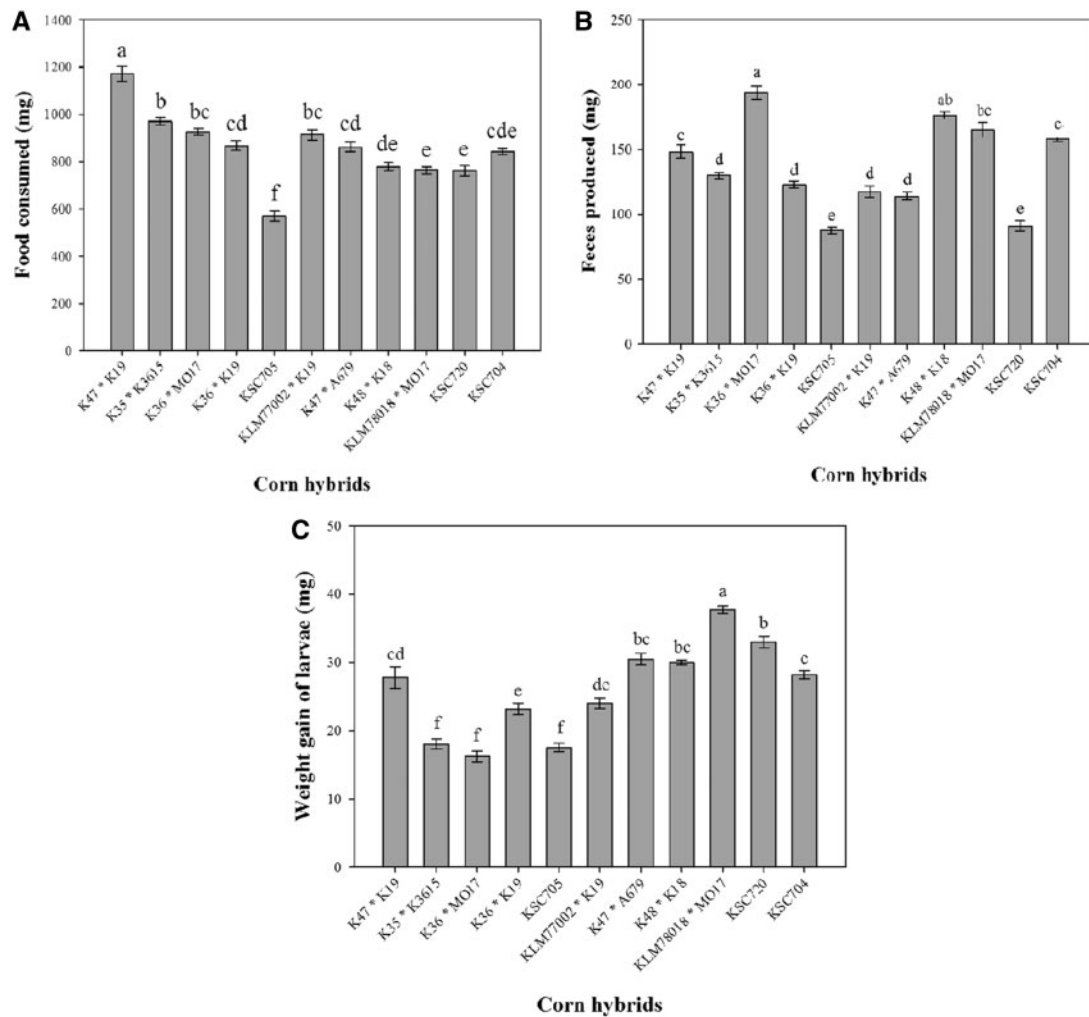 A
Food consumed (mg)
1400
1200
1000
800
600
400
200
0
a
b
bc
cd
f
bc
cd
de
e
e
cde
K47 * K19
K35 * K3615
K36 * MO17
K36 * K19
KSC705
KLM77002 * K19
K47 * A679
K48 * K18
KLM78018 * MO17
KSC720
KSC704
Corn hybrids
B
Feces produced (mg)
250
200
150
100
50
0
c
d
a
d
e
d
d
ab
bc
e
c
K47 * K19
K35 * K3615
K36 * MO17
K36 * K19
KSC705
KLM77002 * K19
K47 * A679
K48 * K18
KLM78018 * MO17
KSC720
KSC704
Corn hybrids
C
Weight gain of larvae (mg)
50
40
30
20
10
0
cd
f
f
e
f
de
bc
bc
a
b
c
K47 * K19
K35 * K3615
K36 * MO17
K36 * K19
KSC705
KLM77002 * K19
K47 * A679
K48 * K18
KLM78018 * MO17
KSC720
KSC704
Corn hybrids